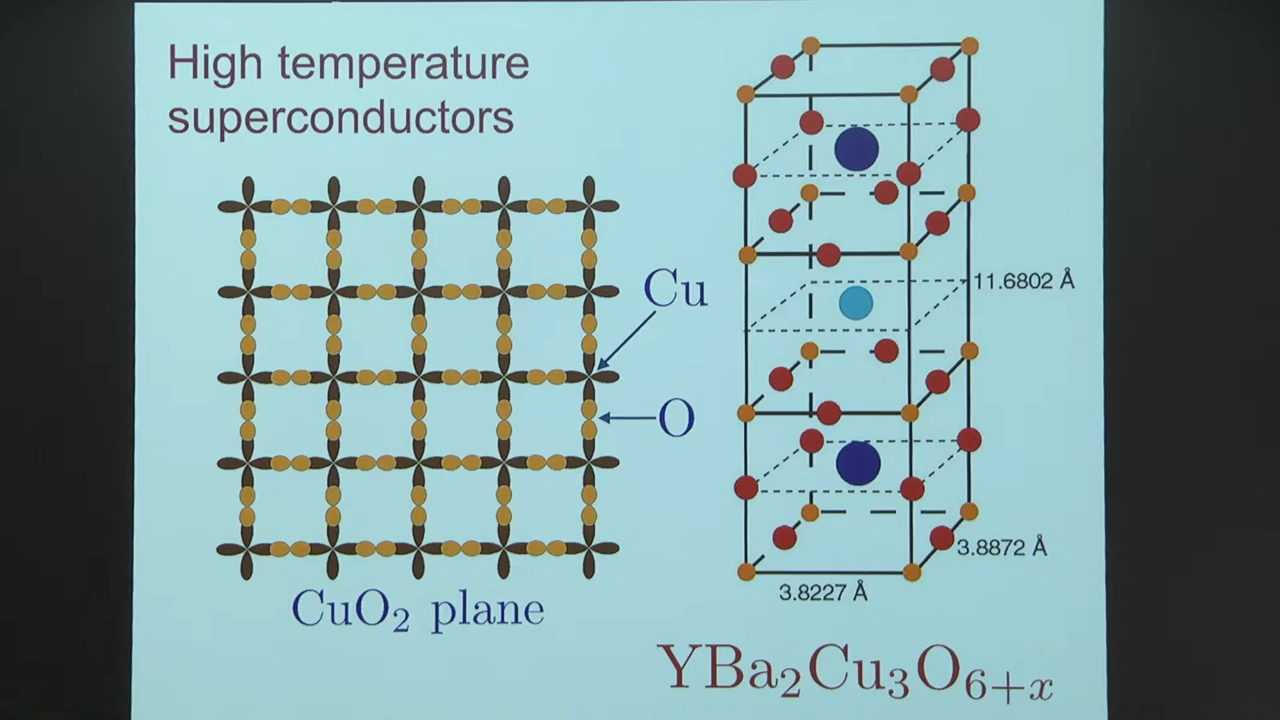 High temperature
superconductors
Cu
O
CuO₂ plane
11.6802 Å
3.8872 Å
3.8227 Å
YBa₂Cu₃O₆₊ₓ